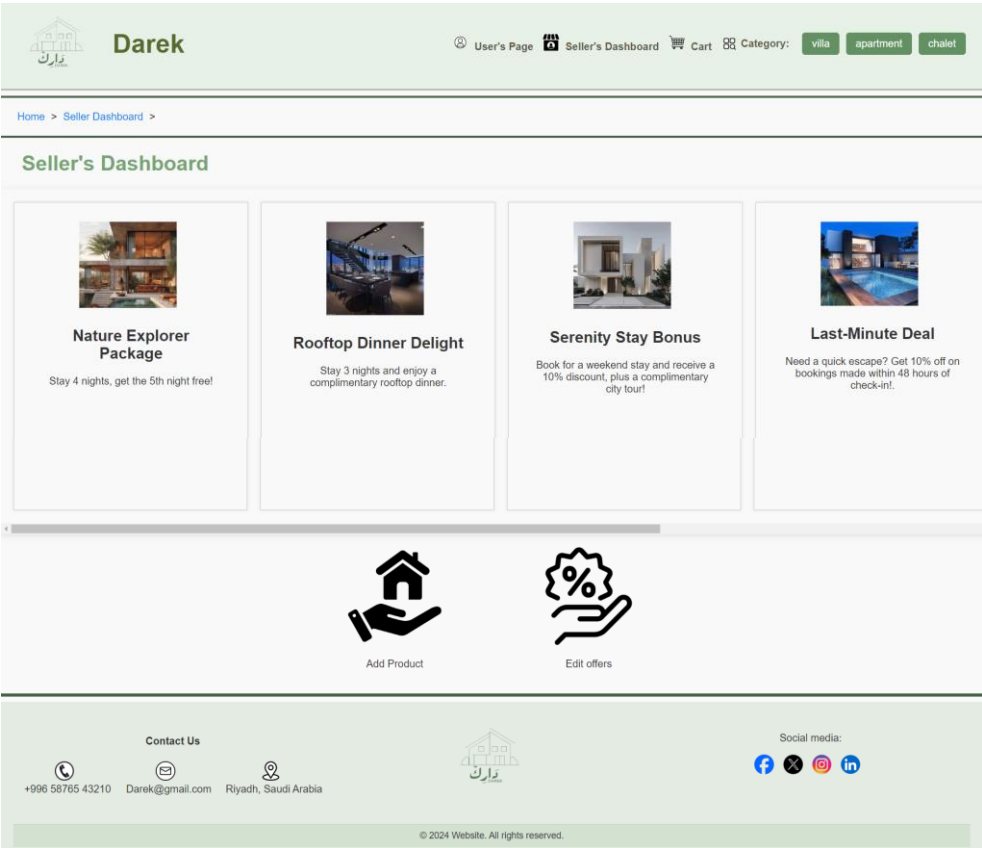 دَارِكْ
Darek
User's Page Seller's Dashboard Cart Category: villa apartment chalet
Home > Seller Dashboard >
Seller's Dashboard
Nature Explorer
Package
Stay 4 nights, get the 5th night free!
Rooftop Dinner Delight
Stay 3 nights and enjoy a
complimentary rooftop dinner.
Serenity Stay Bonus
Book for a weekend stay and receive a
10% discount, plus a complimentary
city tour!
Last-Minute Deal
Need a quick escape? Get 10% off on
bookings made within 48 hours of
check-in!.
Add Product
Edit offers
Contact Us
+996 58765 43210
Darek@gmail.com
Riyadh, Saudi Arabia
دَارِكْ
Social media:
© 2024 Website. All rights reserved.